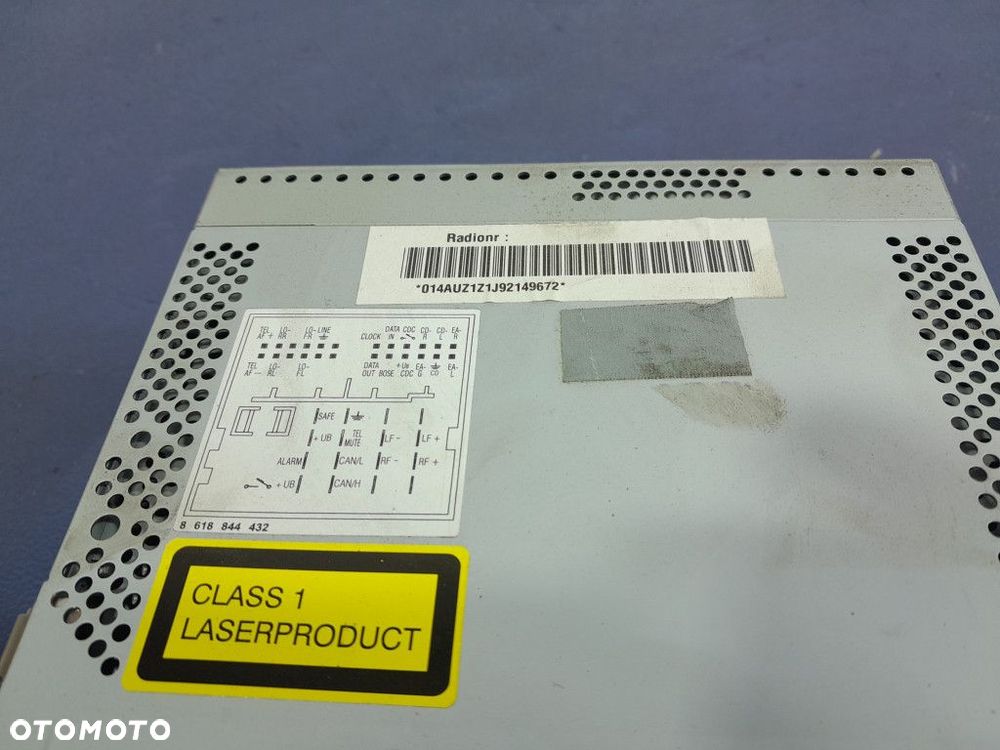 Radionr :
*014AUZ1Z1J92149672*
TEL LO- LO- LINE
AF + RR FR
DATA CDC CD- CD- EA-
CLOCK IN R L R
TEL LO- LO-
AF — RL FL
DATA +Us EA- EA-
OUT BOSE CDC G CD L
SAFE
+ UB TEL MUTE LF - LF +
ALARM CAN/L RF - RF +
+ UB CAN/H
8 618 844 432
CLASS 1
LASERPRODUCT
OTOMOTO